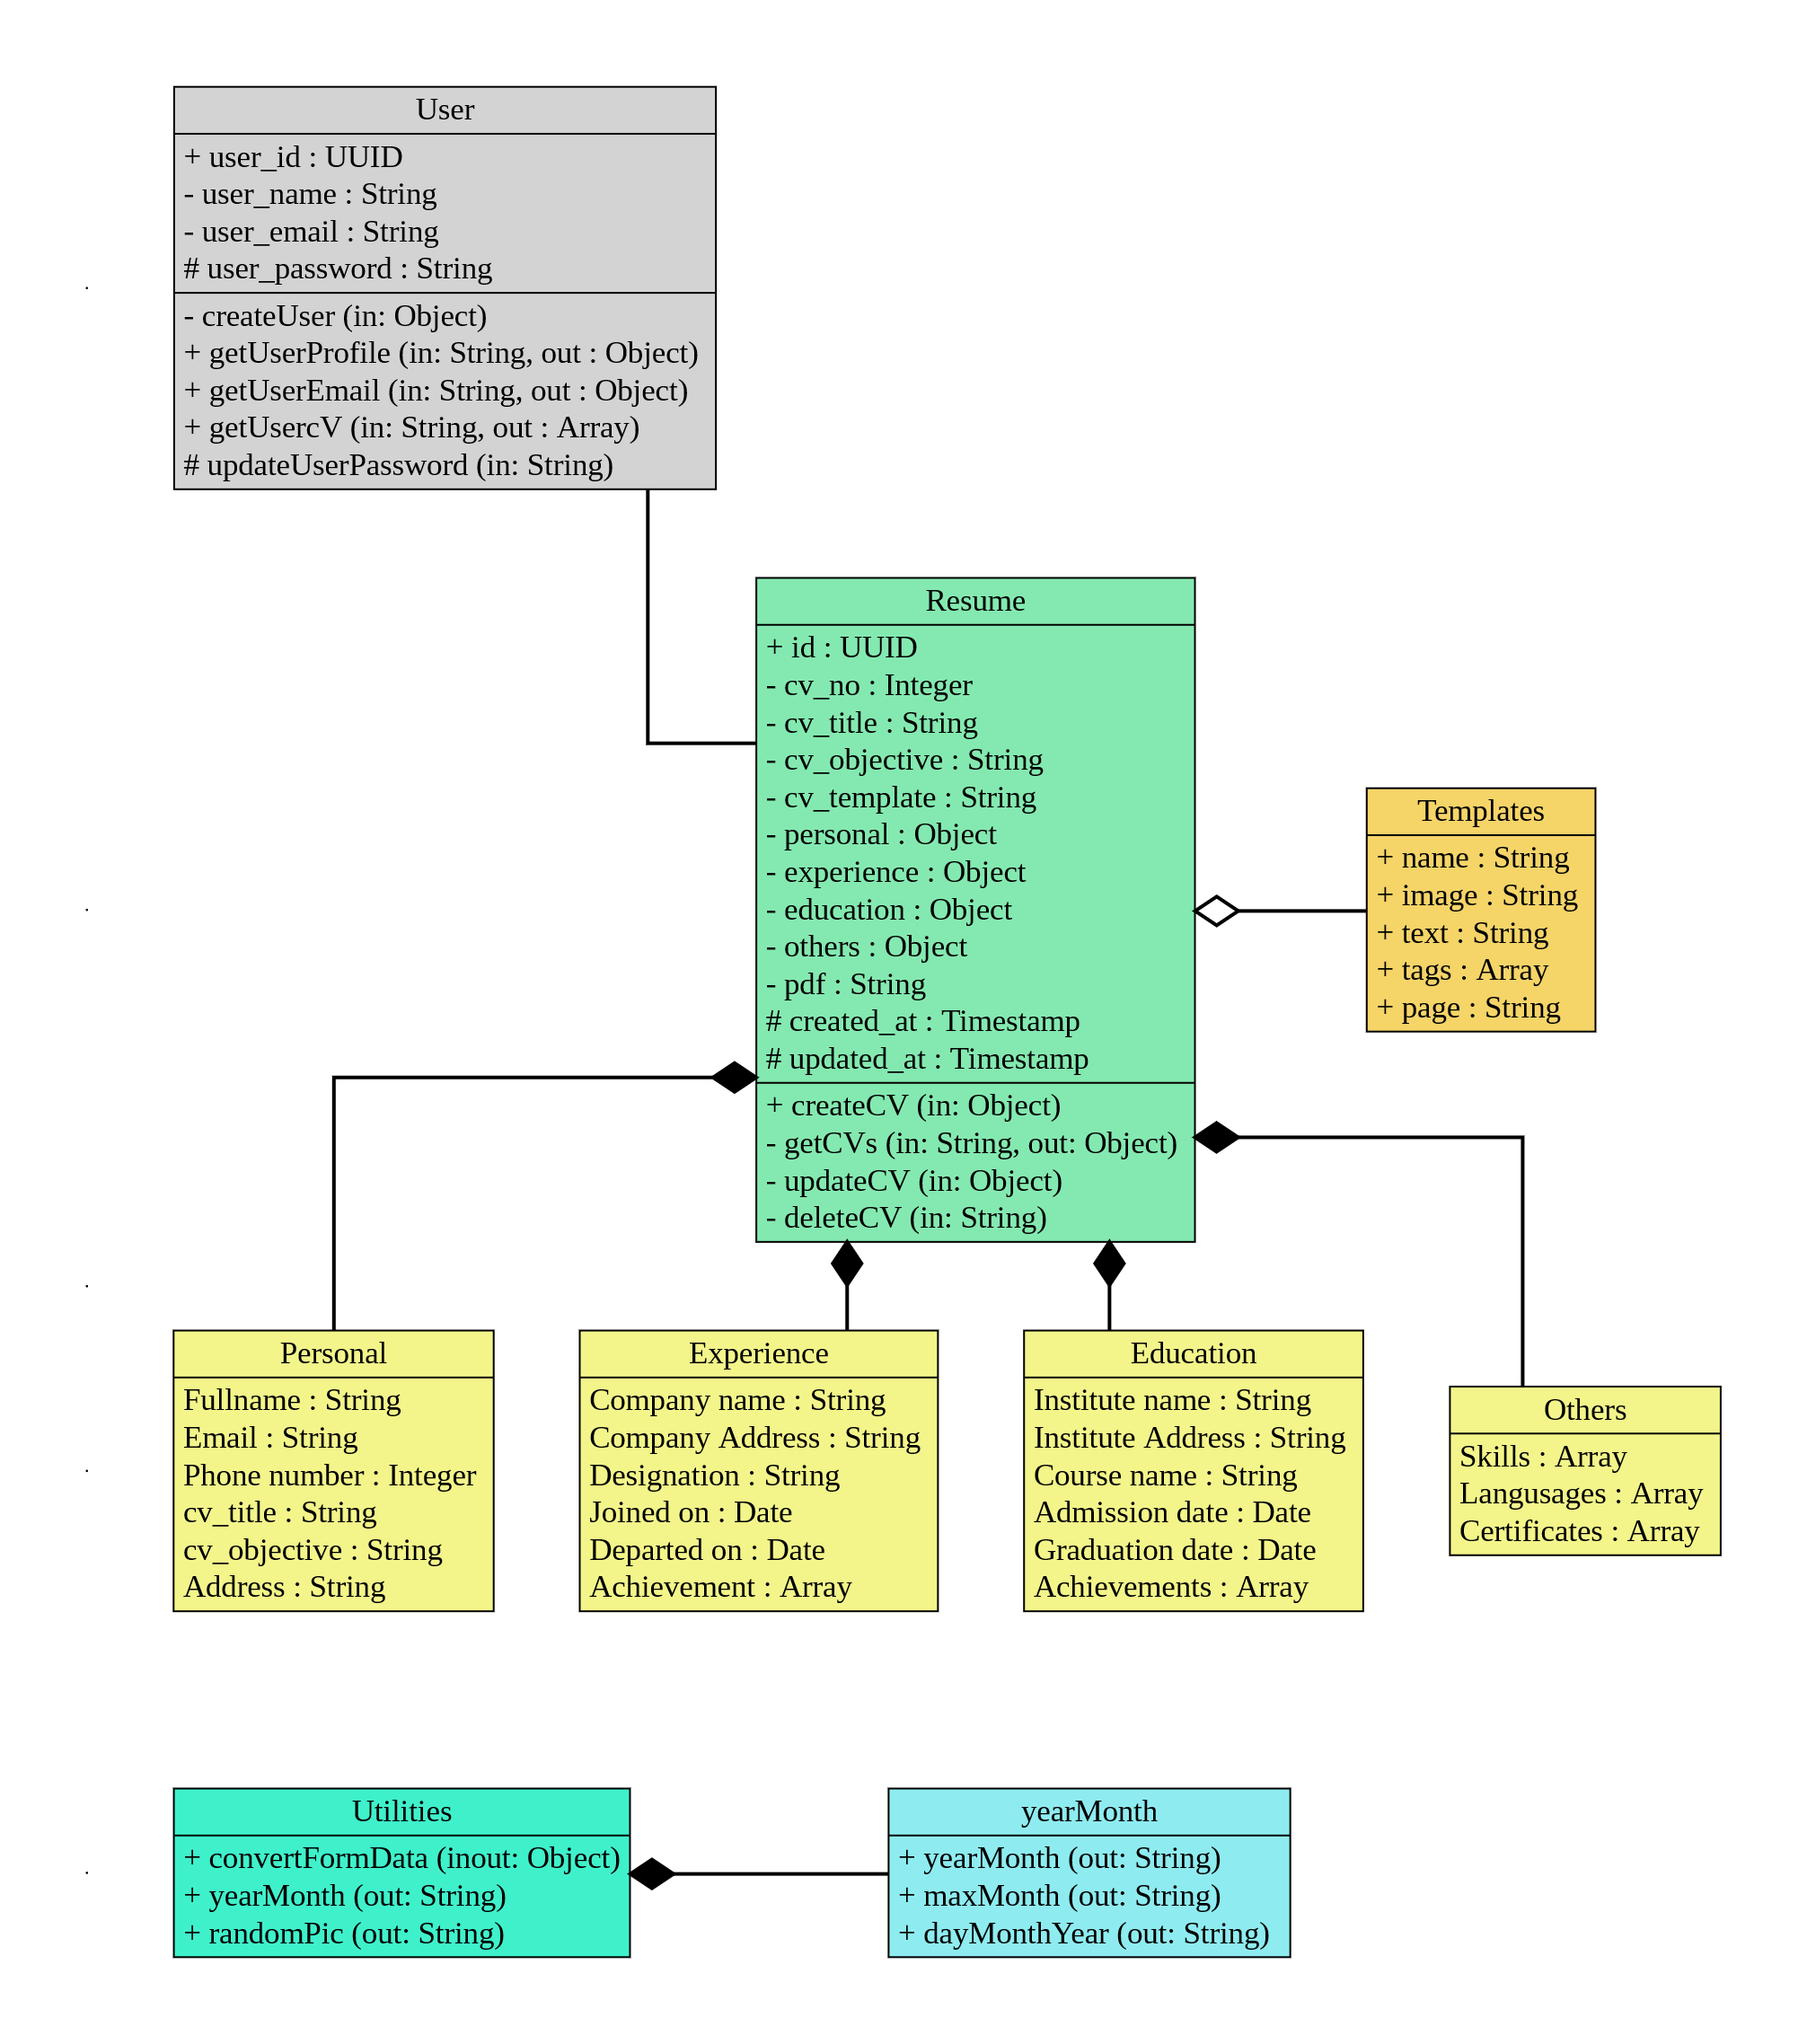 User
+ user_id : UUID
- user_name : String
- user_email : String
# user_password : String
- createUser (in: Object)
+ getUserProfile (in: String, out : Object)
+ getUserEmail (in: String, out : Object)
+ getUsercV (in: String, out : Array)
# updateUserPassword (in: String)
Resume
+ id : UUID
- cv_no : Integer
- cv_title : String
- cv_objective : String
- cv_template : String
- personal : Object
- experience : Object
- education : Object
- others : Object
- pdf : String
# created_at : Timestamp
# updated_at : Timestamp
+ createCV (in: Object)
- getCVs (in: String, out: Object)
- updateCV (in: Object)
- deleteCV (in: String)
Templates
+ name : String
+ image : String
+ text : String
+ tags : Array
+ page : String
Personal
Fullname : String
Email : String
Phone number : Integer
cv_title : String
cv_objective : String
Address : String
Experience
Company name : String
Company Address : String
Designation : String
Joined on : Date
Departed on : Date
Achievement : Array
Education
Institute name : String
Institute Address : String
Course name : String
Admission date : Date
Graduation date : Date
Achievements : Array
Others
Skills : Array
Langusages : Array
Certificates : Array
Utilities
+ convertFormData (inout: Object)
+ yearMonth (out: String)
+ randomPic (out: String)
yearMonth
+ yearMonth (out: String)
+ maxMonth (out: String)
+ dayMonthYear (out: String)